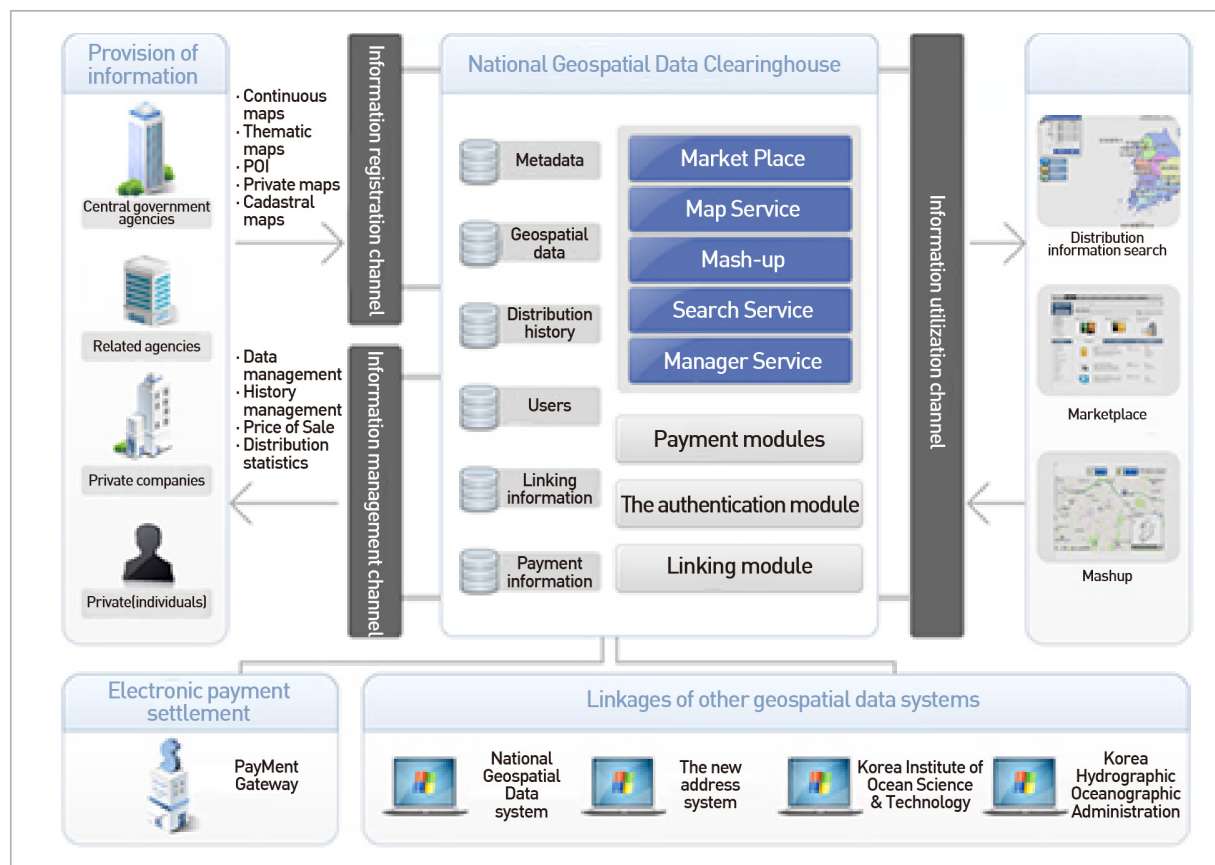 Provision of
information
Central government
agencies
Related agencies
Private companies
Private(individuals)
· Continuous
maps
· Thematic
maps
· POI
· Private maps
· Cadastral
maps
· Data
management
· History
management
· Price of Sale
· Distribution
statistics
Information registration channel
Information management channel
National Geospatial Data Clearinghouse
Metadata
Geospatial
data
Distribution
history
Users
Linking
information
Payment
information
Market Place
Map Service
Mash-up
Search Service
Manager Service
Payment modules
The authentication module
Linking module
Information utilization channel
Distribution
information search
Marketplace
Mashup
Electronic payment
settlement
PayMent
Gateway
Linkages of other geospatial data systems
National
Geospatial
Data
system
The new
address
system
Korea Institute of
Ocean Science
& Technology
Korea
Hydrographic
Oceanographic
Administration